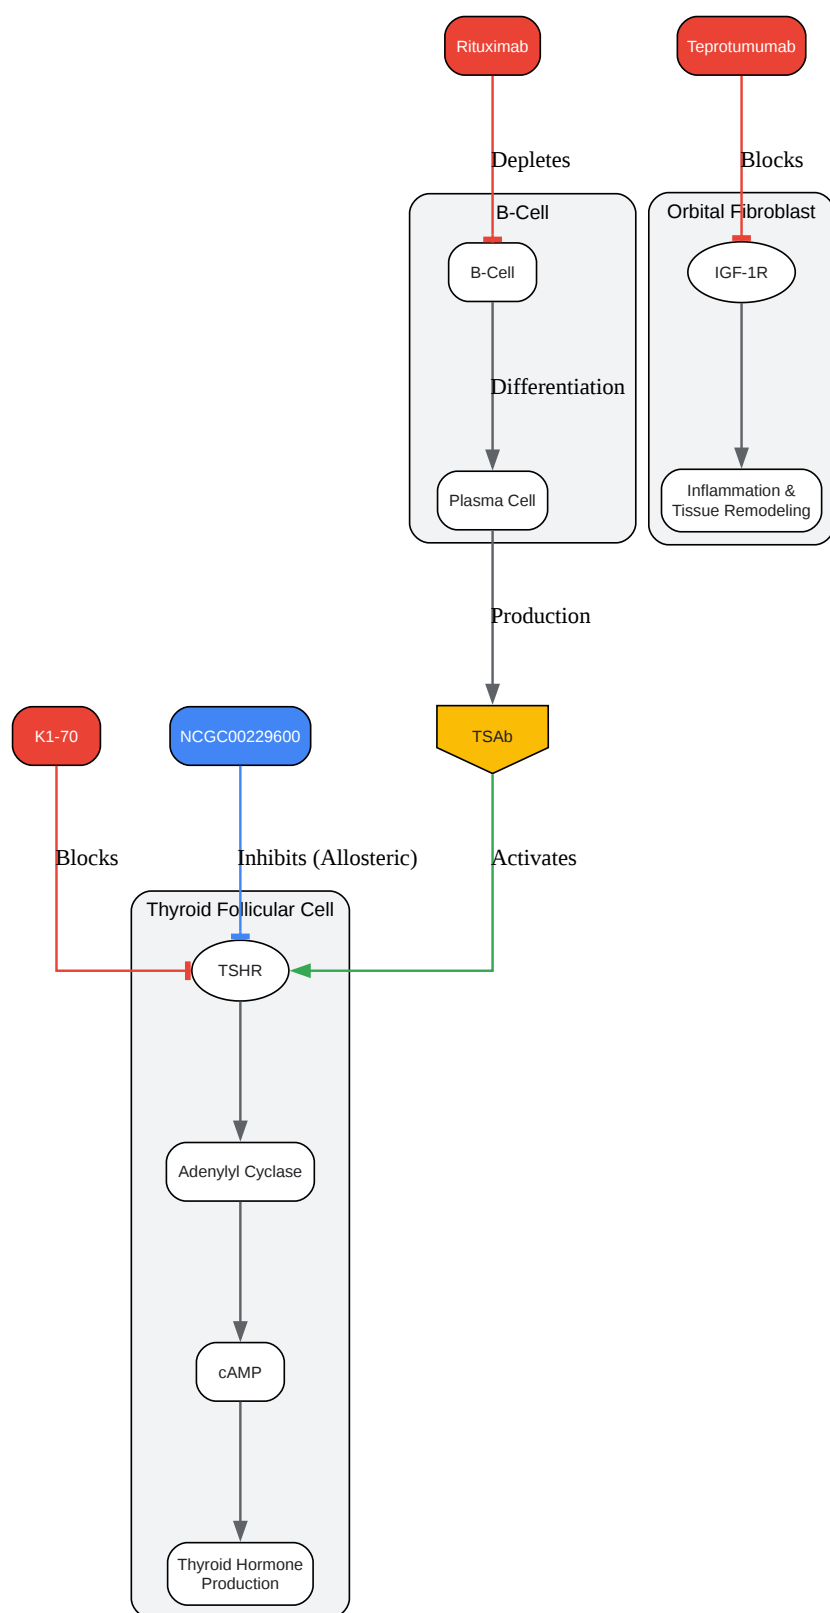 Rituximab
Teprotumumab
Depletes
Blocks
B-Cell
Orbital Fibroblast
B-Cell
IGF-1R
Differentiation
Plasma Cell
Inflammation &
Tissue Remodeling
Production
K1-70
NCGC00229600
TSAb
Blocks
Inhibits (Allosteric)
Activates
Thyroid Follicular Cell
TSHR
Adenylyl Cyclase
cAMP
Thyroid Hormone
Production